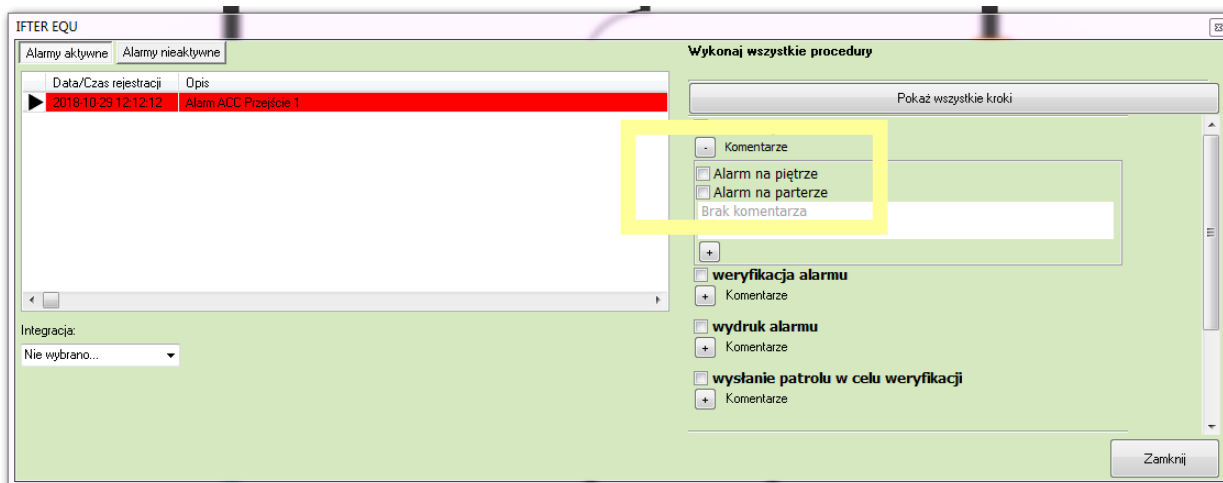 IFTER EQU
Alarmy aktywne Alarmy nieaktywne
Data/Czas rejestracji Opis
2018-10-29 12:12:12 Alarm ACC Przejście 1
Integracja:
Nie wybrano...
Wykonaj wszystkie procedury
Pokaż wszystkie kroki
- Komentarze
Alarm na piętrze
Alarm na parterze
Brak komentarza
+
weryfikacja alarmu
+ Komentarze
wydruk alarmu
+ Komentarze
wysłanie patrolu w celu weryfikacji
+ Komentarze
Zamknij